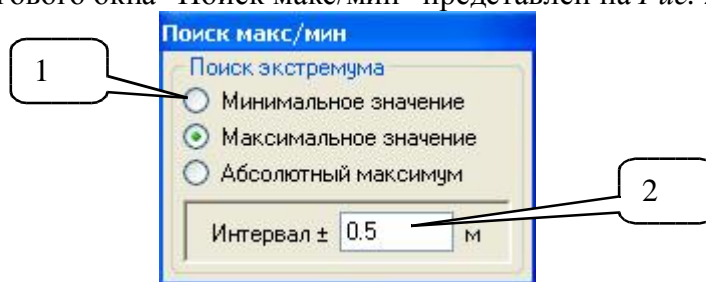 гового окна "Поиск макс/мин" представлен на Рис.
Поиск макс/мин
1
Поиск экстремума
Минимальное значение
Максимальное значение
Абсолютный максимум
2
Интервал ± 0.5 м